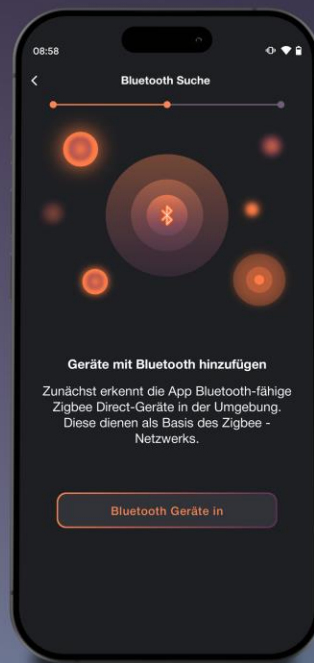 08:58
Bluetooth Suche
Geräte mit Bluetooth hinzufügen
Zunächst erkennt die App Bluetooth-fähige
Zigbee Direct-Geräte in der Umgebung.
Diese dienen als Basis des Zigbee -
Netzwerks.
Bluetooth Geräte in